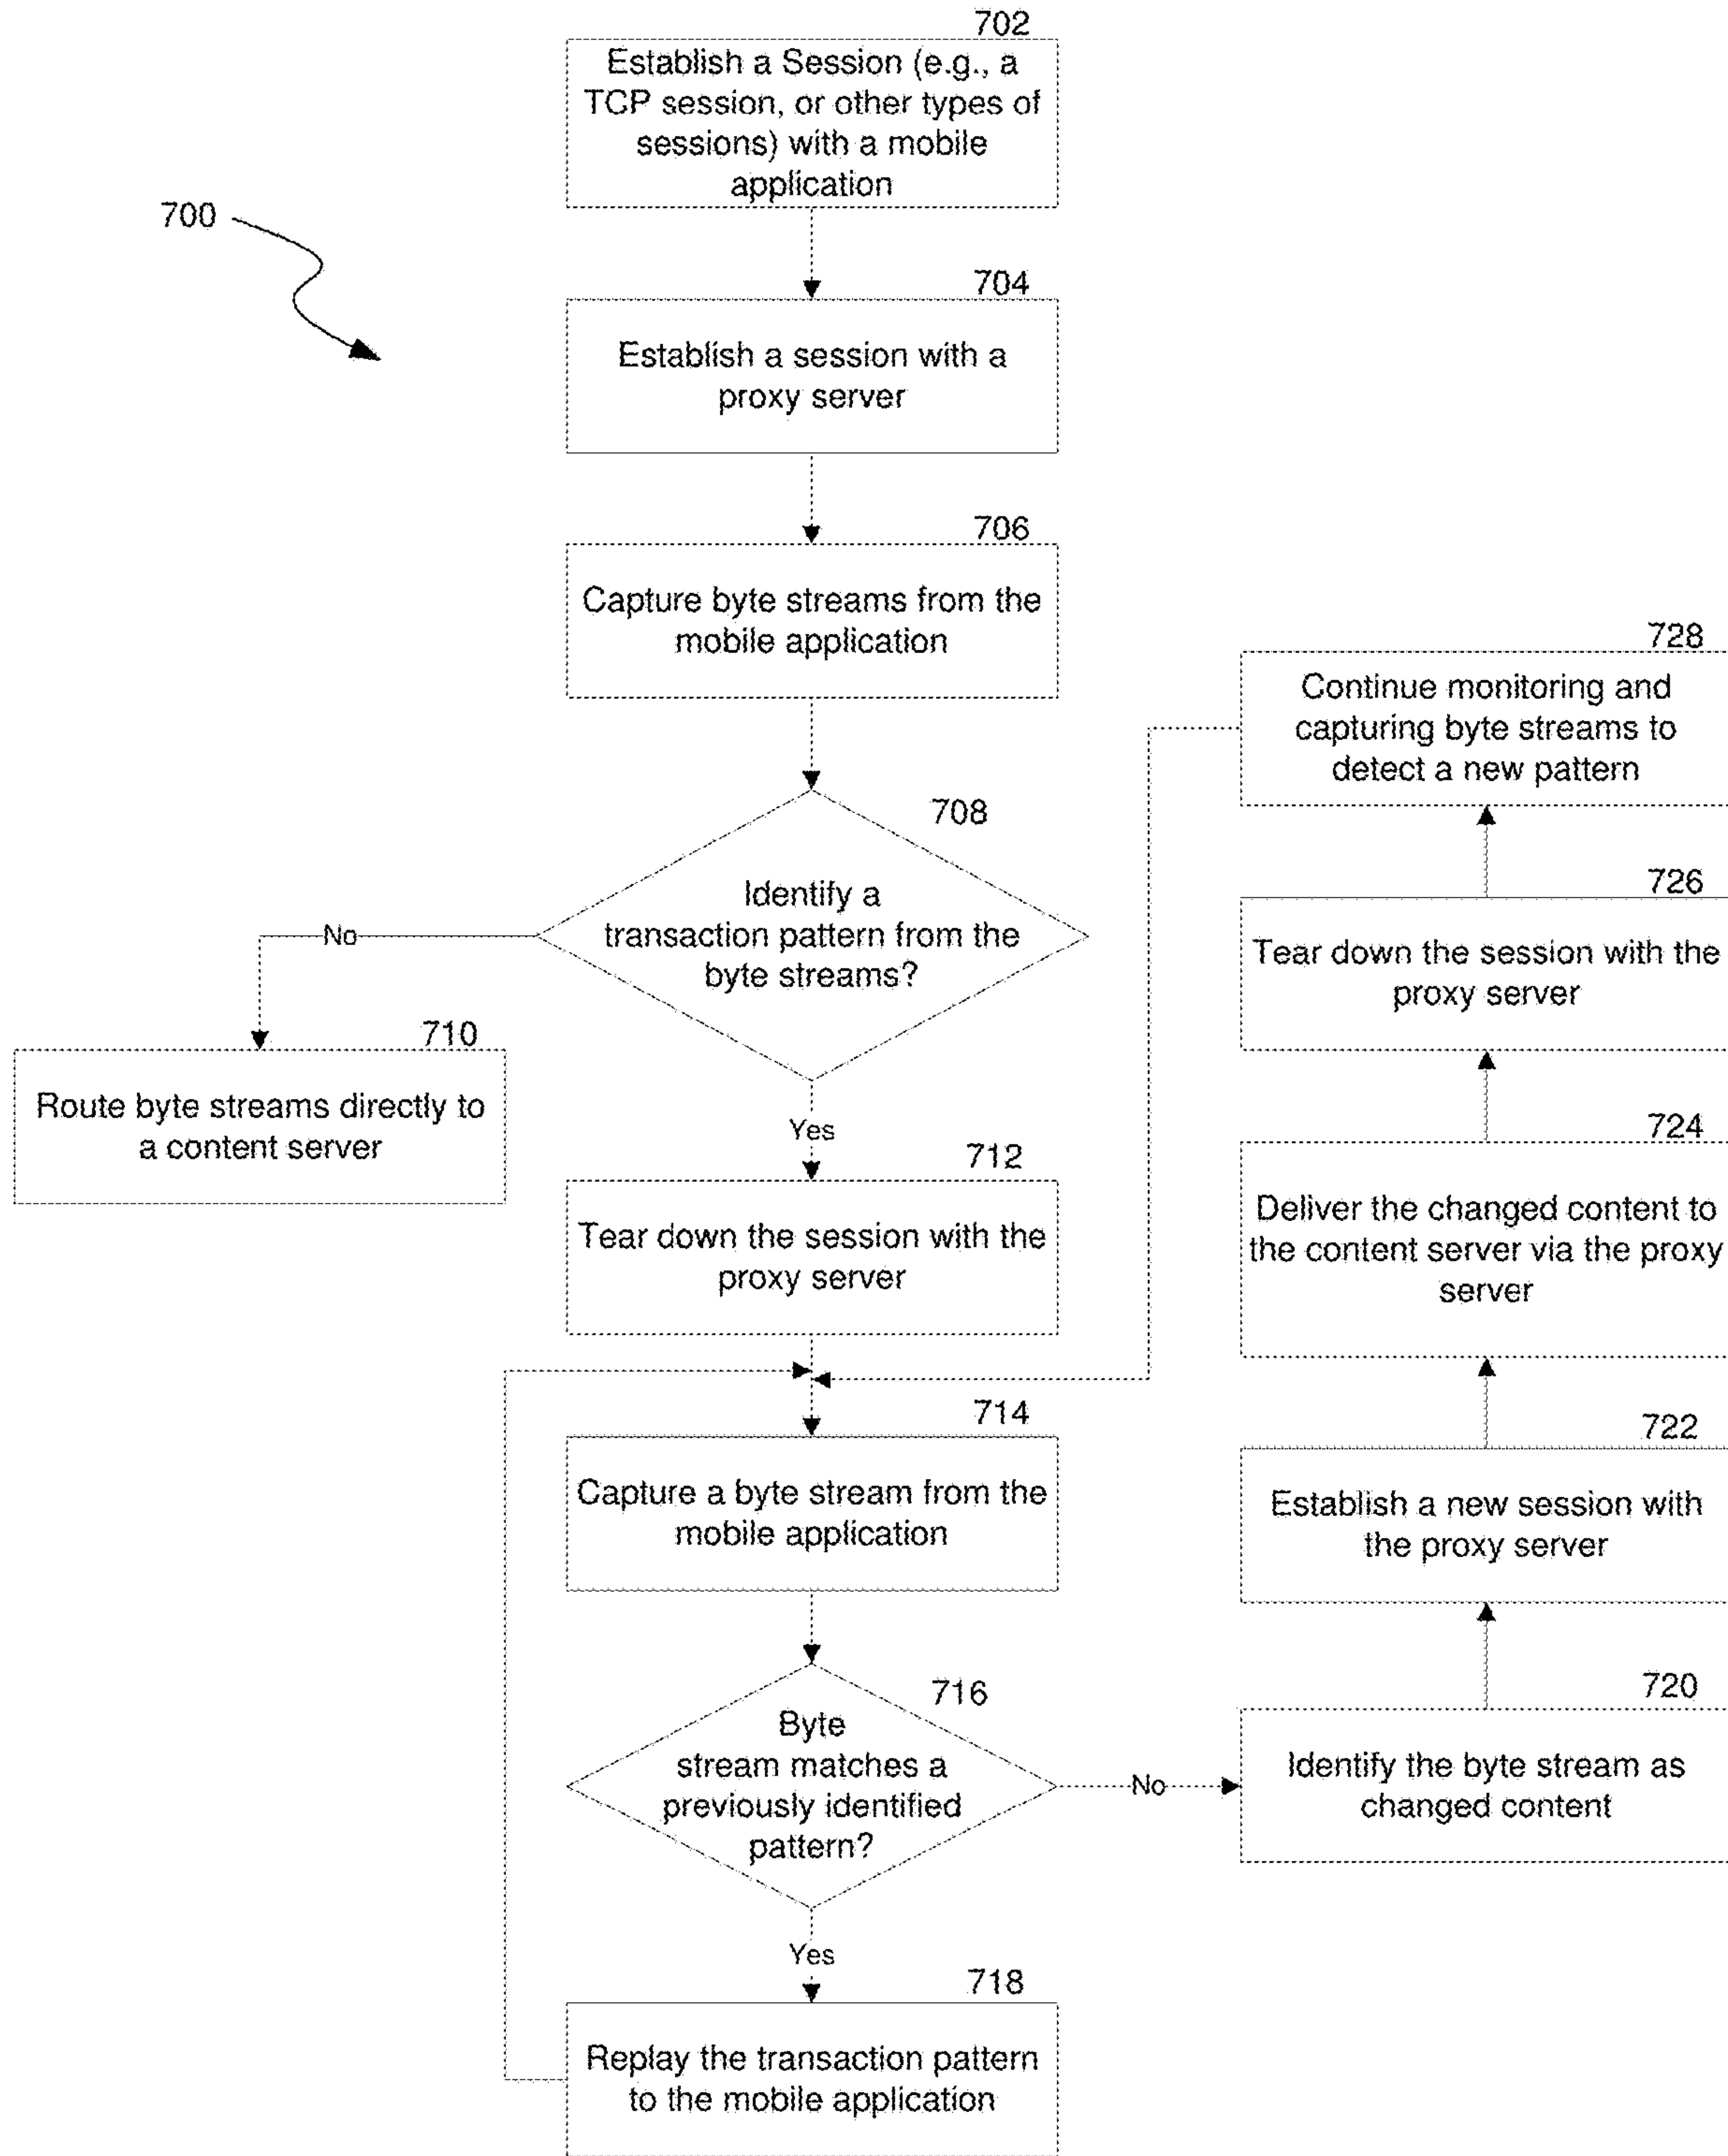 702
Establish a Session (e.g., a
TCP session, or other types of
sessions) with a mobile
application
700
704
Establish a session with a
proxy server
706
Capture byte streams from the
mobile application
708
Identify a
transaction pattern from the
byte streams?
No
710
Route byte streams directly to
a content server
Yes
712
Tear down the session with the
proxy server
714
Capture a byte stream from the
mobile application
716
Byte
stream matches a
previously identified
pattern?
No
Yes
718
Replay the transaction pattern
to the mobile application
720
Identify the byte stream as
changed content
722
Establish a new session with
the proxy server
724
Deliver the changed content to
the content server via the proxy
server
726
Tear down the session with the
proxy server
728
Continue monitoring and
capturing byte streams to
detect a new pattern